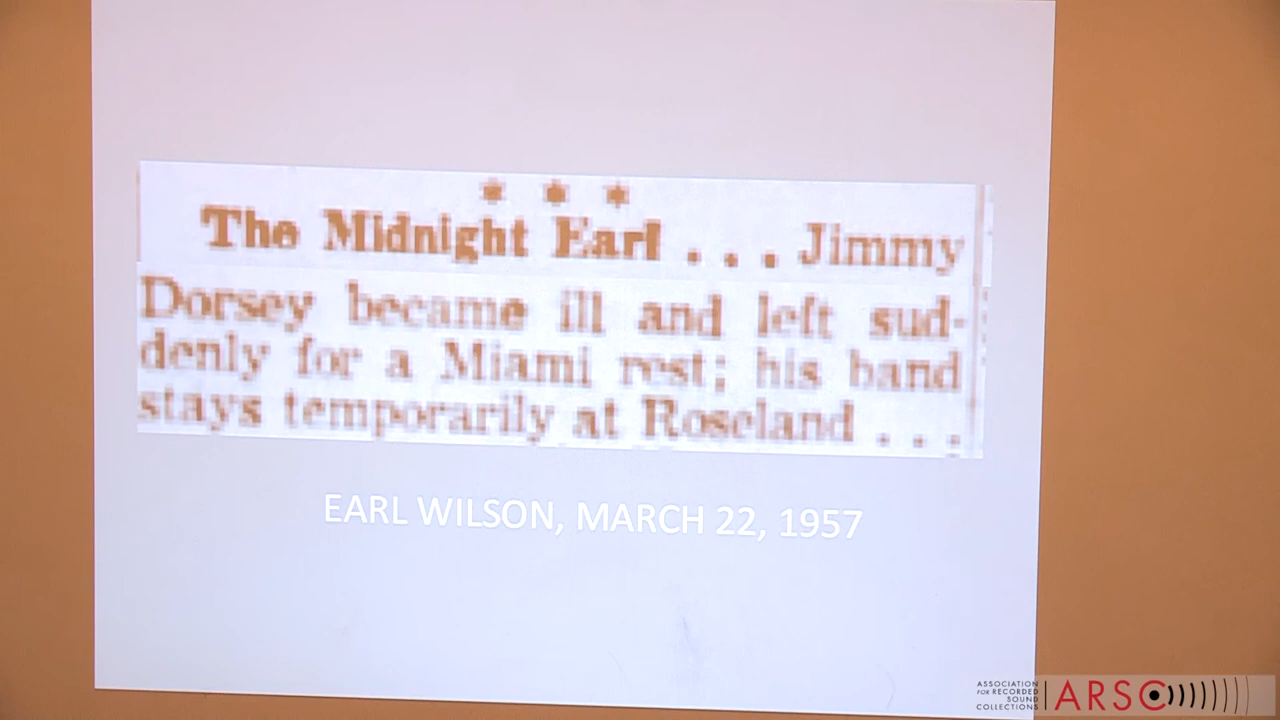 * * *
The Midnight Earl . . . Jimmy
Dorsey became ill and left sud-
denly for a Miami rest; his band
stays temporarily at Roseland . . .
EARL WILSON, MARCH 22, 1957
ASSOCIATION
FOR RECORDED
SOUND
COLLECTIONS
ARSC